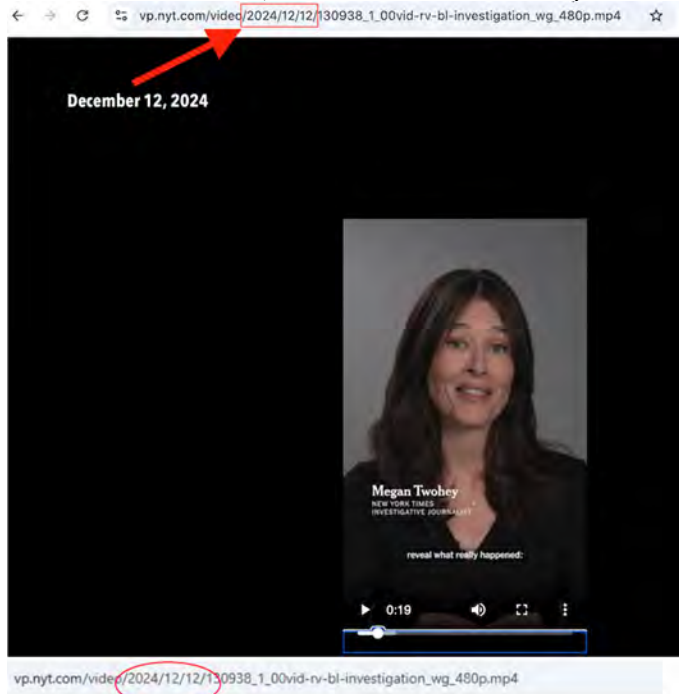 vp.nyt.com/video/2024/12/12/130938_1_00vid-rv-bl-investigation_wg_480p.mp4
December 12, 2024
Megan Twohey
NEW YORK TIMES
INVESTIGATIVE JOURNALIST
reveal what really happened:
0:19
vp.nyt.com/video/2024/12/12/130938_1_00vid-rv-bl-investigation_wg_480p.mp4